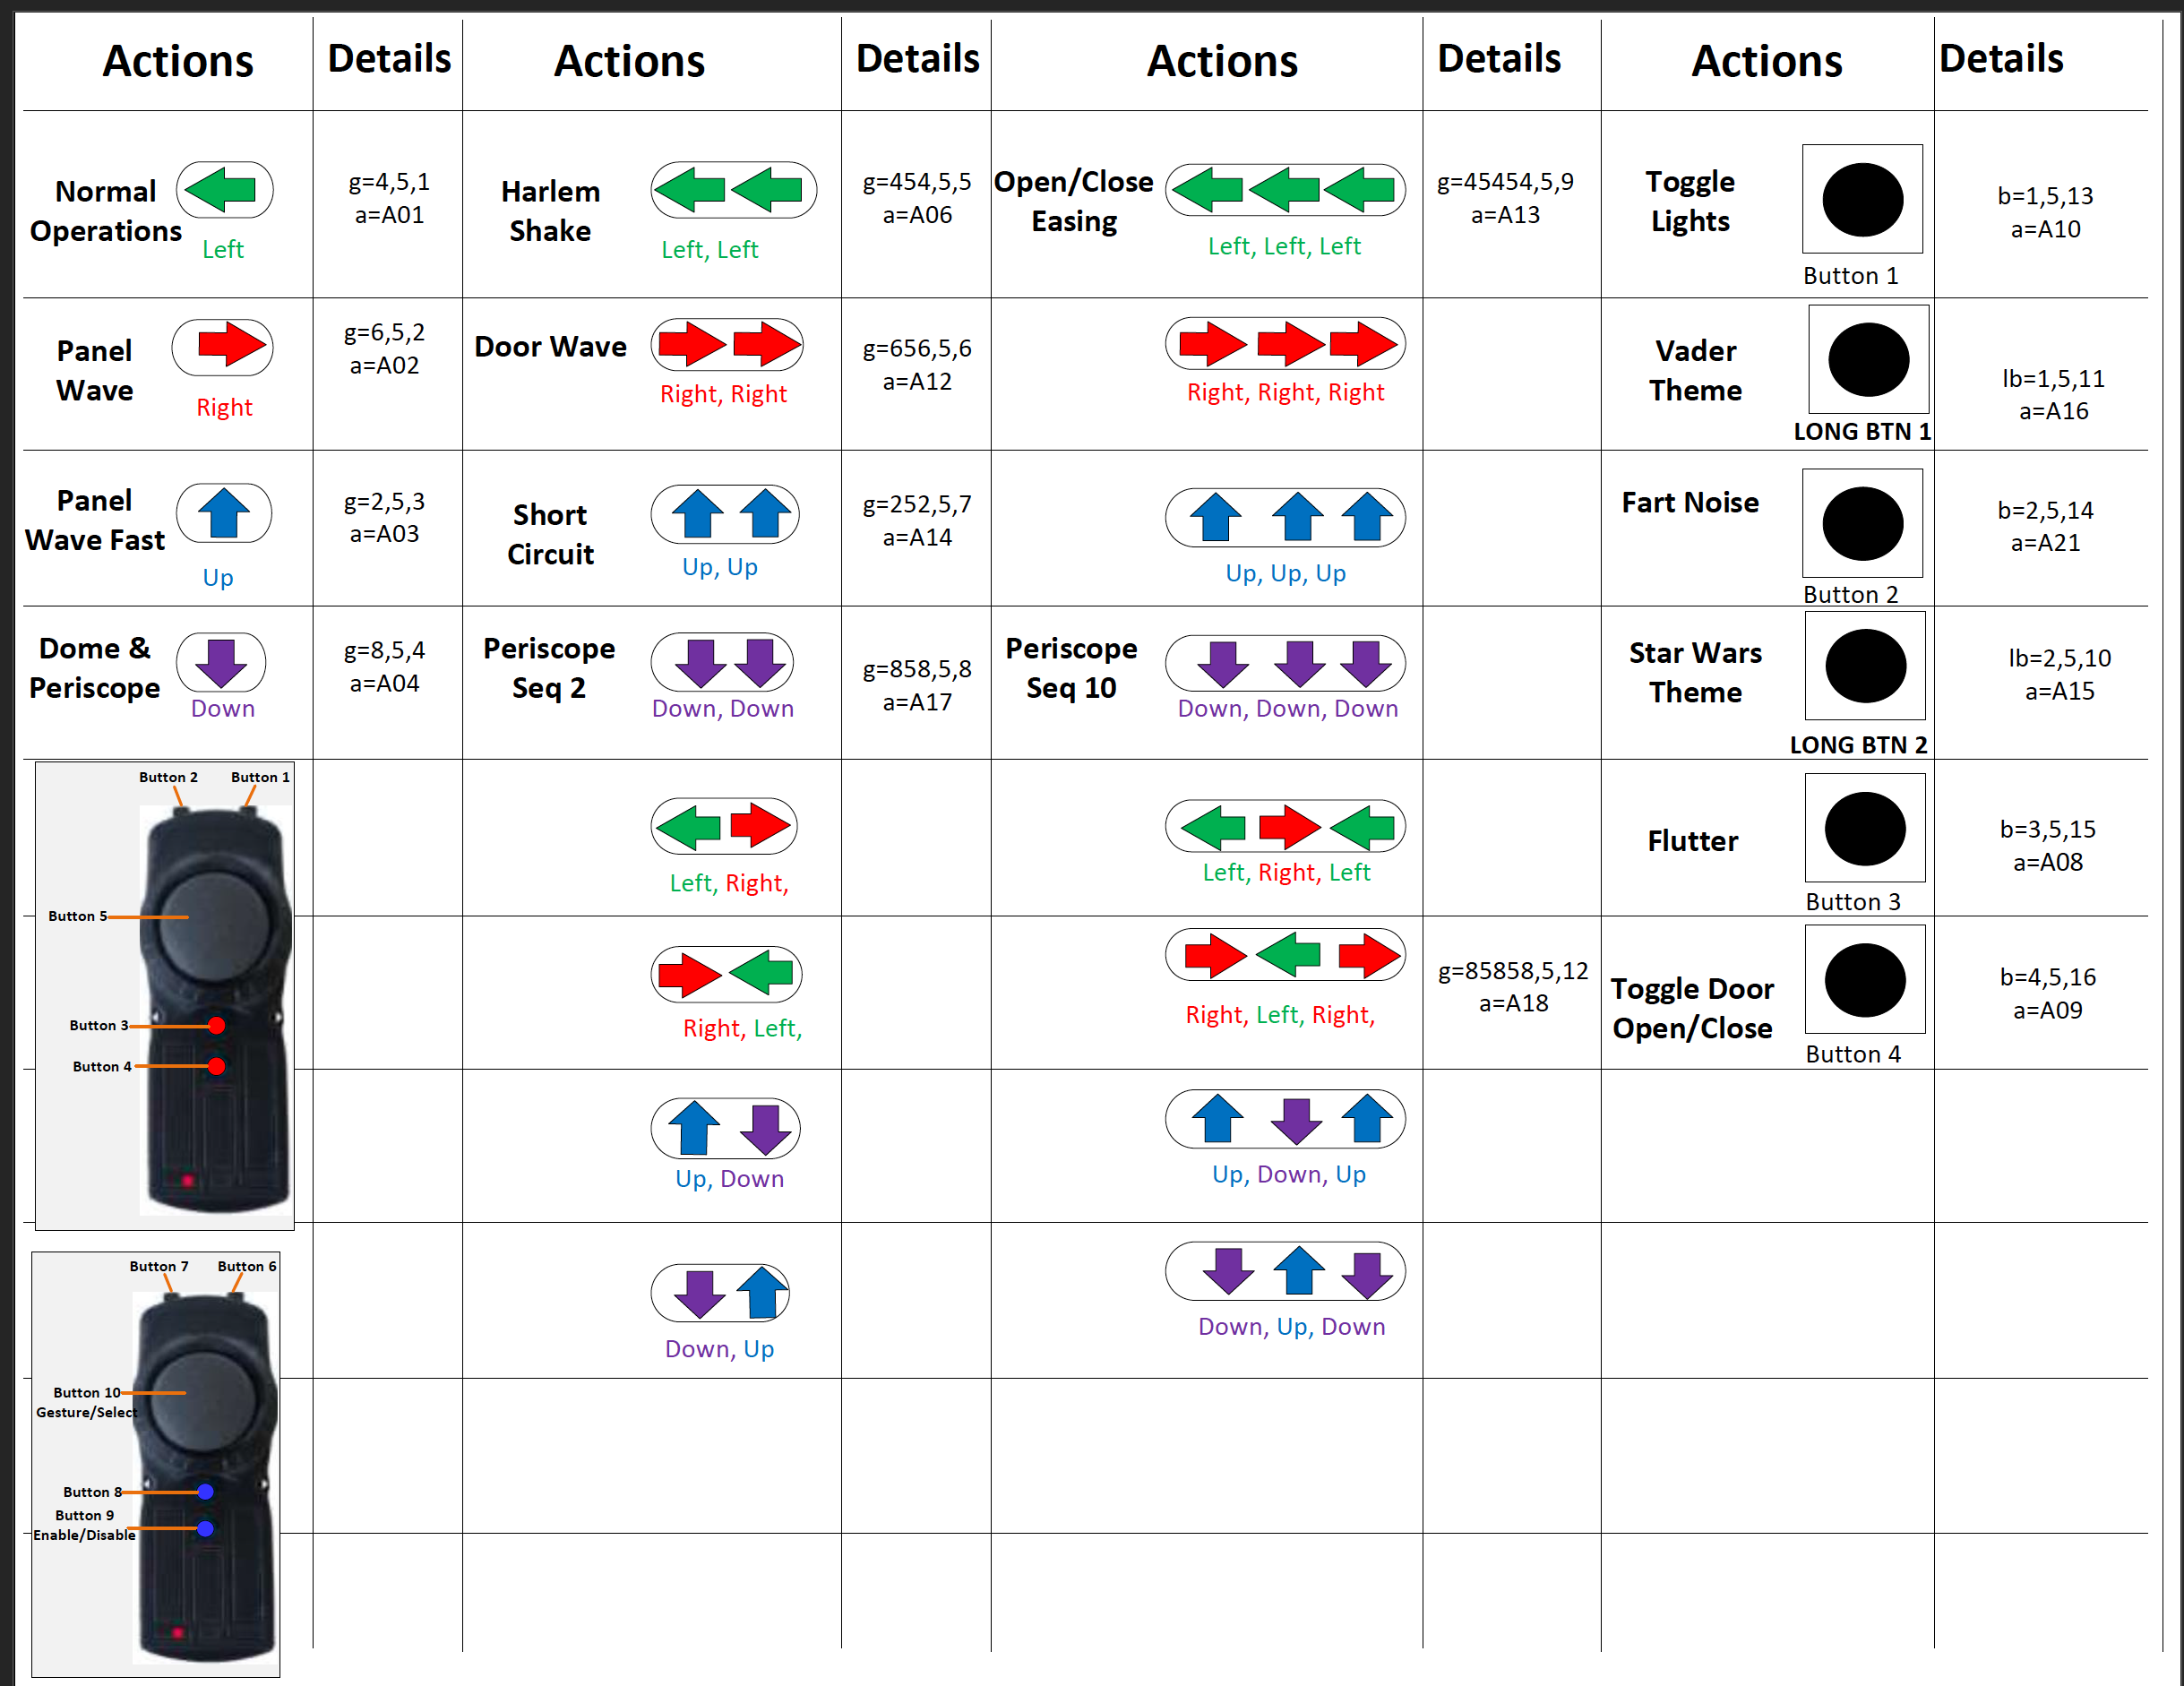 Actions Details Actions Details Actions Details Actions Details
Normal
Operations
Left
g=4,5,1
a=A01
Harlem
Shake
Left, Left
g=454,5,5
a=A06
Open/Close
Easing
Left, Left, Left
g=45454,5,9
a=A13
Toggle
Lights
Button 1
b=1,5,13
a=A10
Panel
Wave
Right
g=6,5,2
a=A02
Door Wave
Right, Right
g=656,5,6
a=A12
Right, Right, Right
Vader
Theme
LONG BTN 1
lb=1,5,11
a=A16
Panel
Wave Fast
Up
g=2,5,3
a=A03
Short
Circuit
Up, Up
g=252,5,7
a=A14
Up, Up, Up
Fart Noise
Button 2
b=2,5,14
a=A21
Dome &
Periscope
Down
g=8,5,4
a=A04
Periscope
Seq 2
Down, Down
g=858,5,8
a=A17
Periscope
Seq 10
Down, Down, Down
Star Wars
Theme
LONG BTN 2
lb=2,5,10
a=A15
Button 2 Button 1
Button 5
Button 3
Button 4
Left, Right,
Left, Right, Left
Flutter
Button 3
b=3,5,15
a=A08
Right, Left,
Right, Left, Right,
g=85858,5,12
a=A18
Toggle Door
Open/Close
Button 4
b=4,5,16
a=A09
Up, Down
Up, Down, Up
Button 7 Button 6
Button 10
Gesture/Select
Button 8
Button 9
Enable/Disable
Down, Up
Down, Up, Down